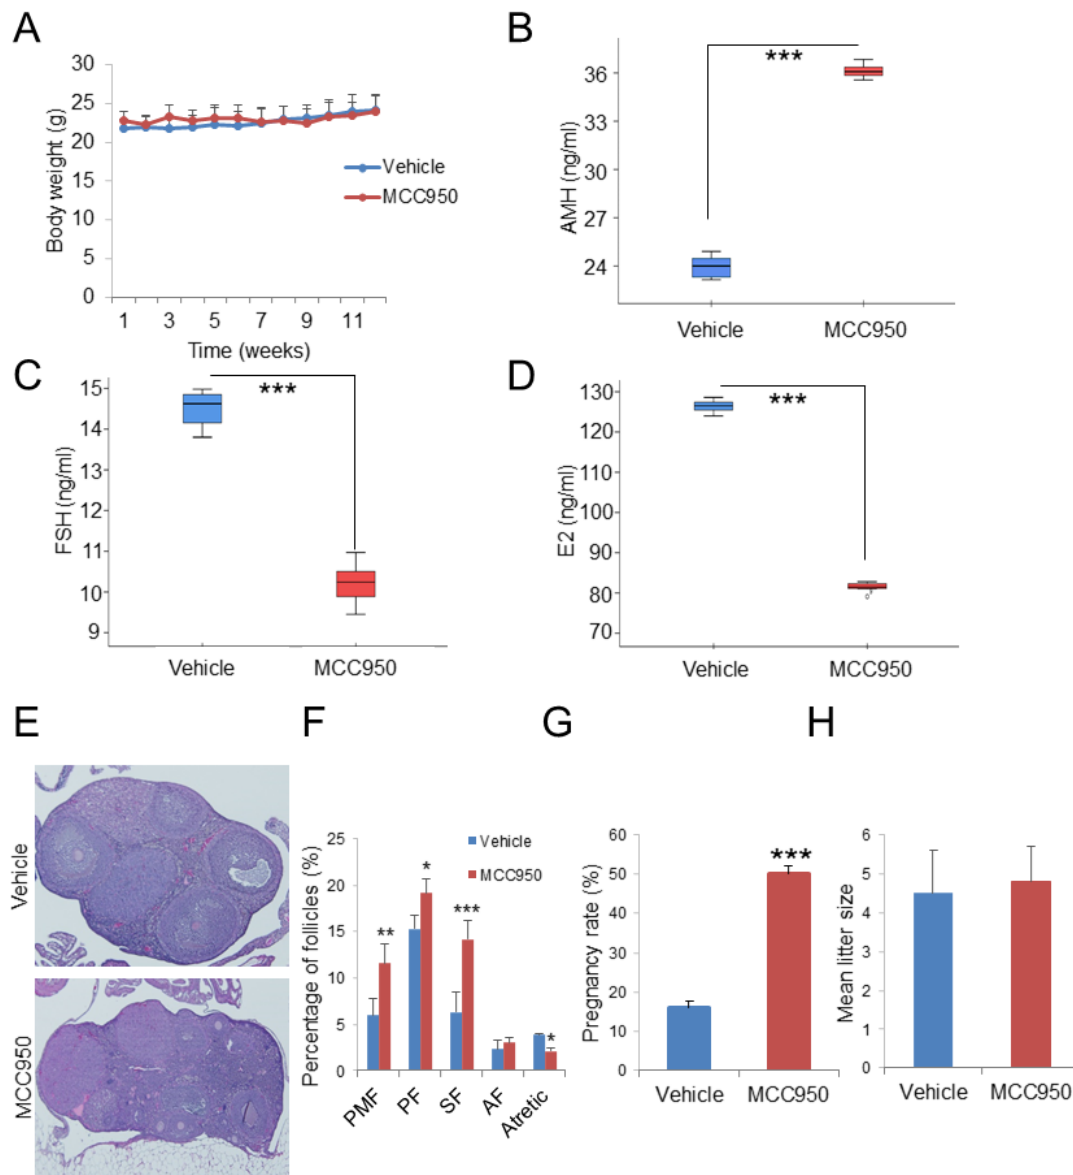 A
B
30
25
20
15
10
5
0
Body weight (g)
Vehicle
MCC950
1 3 5 7 9 11
Time (weeks)
36
33
30
27
24
AMH (ng/ml)
***
Vehicle MCC950
C
D
15
14
13
12
11
10
9
FSH (ng/ml)
***
Vehicle MCC950
130
120
110
100
90
80
70
E2 (ng/ml)
***
Vehicle MCC950
E
F
G
H
Vehicle
MCC950
25
20
15
10
5
0
Percentage of follicles (%)
Vehicle
MCC950
**
*
***
*
PMF PF SF AF Atretic
60
50
40
30
20
10
0
Pregnancy rate (%)
***
Vehicle MCC950
6
5
4
3
2
1
0
Mean litter size
Vehicle MCC950